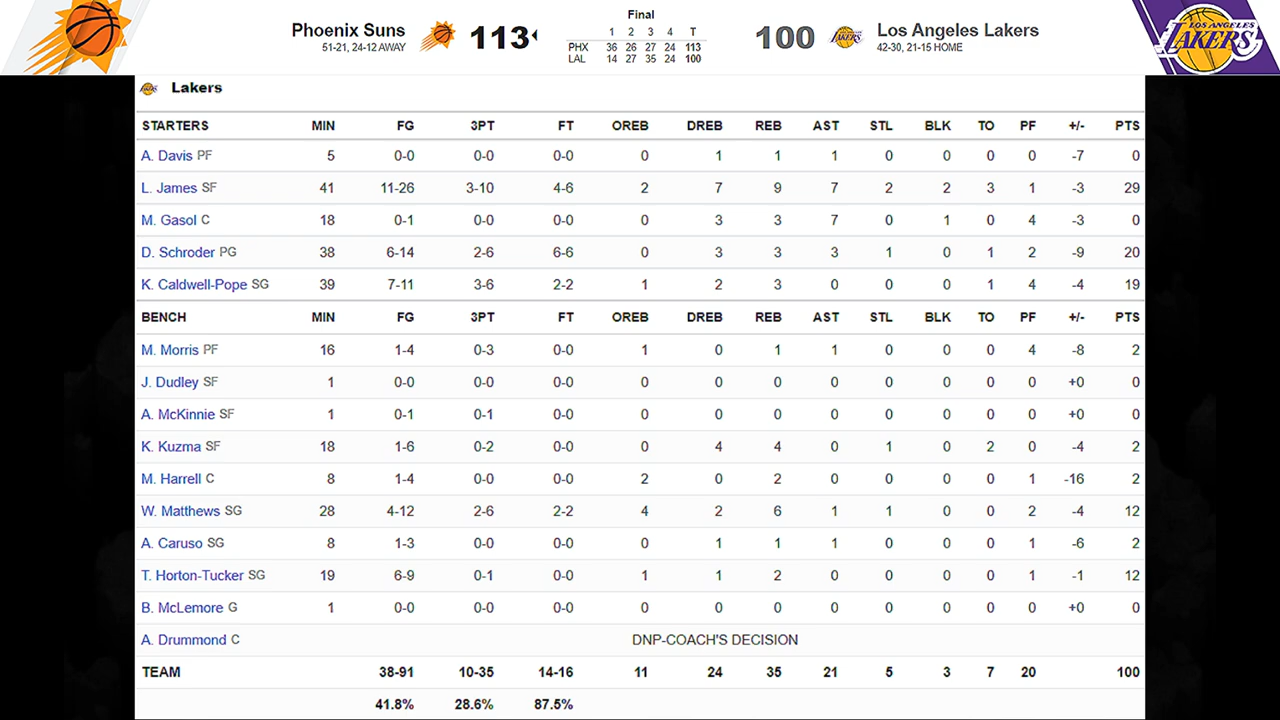 Phoenix Suns 113 Final 100 Los Angeles Lakers
51-21, 24-12 AWAY 1 2 3 4 T 42-30, 21-15 HOME
PHX 36 26 27 24 113
LAL 14 27 35 24 100
LOS ANGELES
LAKERS
Lakers
STARTERS MIN FG 3PT FT OREB DREB REB AST STL BLK TO PF +/- PTS
A. Davis PF 5 0-0 0-0 0-0 0 1 1 1 0 0 0 0 -7 0
L. James SF 41 11-26 3-10 4-6 2 7 9 7 2 2 3 1 -3 29
M. Gasol C 18 0-1 0-0 0-0 0 3 3 7 0 1 0 4 -3 0
D. Schroder PG 38 6-14 2-6 6-6 0 3 3 3 1 0 1 2 -9 20
K. Caldwell-Pope SG 39 7-11 3-6 2-2 1 2 3 0 0 0 1 4 -4 19
BENCH MIN FG 3PT FT OREB DREB REB AST STL BLK TO PF +/- PTS
M. Morris PF 16 1-4 0-3 0-0 1 0 1 1 0 0 0 4 -8 2
J. Dudley SF 1 0-0 0-0 0-0 0 0 0 0 0 0 0 0 +0 0
A. McKinnie SF 1 0-1 0-1 0-0 0 0 0 0 0 0 0 0 +0 0
K. Kuzma SF 18 1-6 0-2 0-0 0 4 4 0 1 0 2 0 -4 2
M. Harrell C 8 1-4 0-0 0-0 2 0 2 0 0 0 0 1 -16 2
W. Matthews SG 28 4-12 2-6 2-2 4 2 6 1 1 0 0 2 -4 12
A. Caruso SG 8 1-3 0-0 0-0 0 1 1 1 0 0 0 1 -6 2
T. Horton-Tucker SG 19 6-9 0-1 0-0 1 1 2 0 0 0 0 1 -1 12
B. McLemore G 1 0-0 0-0 0-0 0 0 0 0 0 0 0 0 +0 0
A. Drummond C DNP-COACH'S DECISION
TEAM 38-91 10-35 14-16 11 24 35 21 5 3 7 20 100
41.8% 28.6% 87.5%